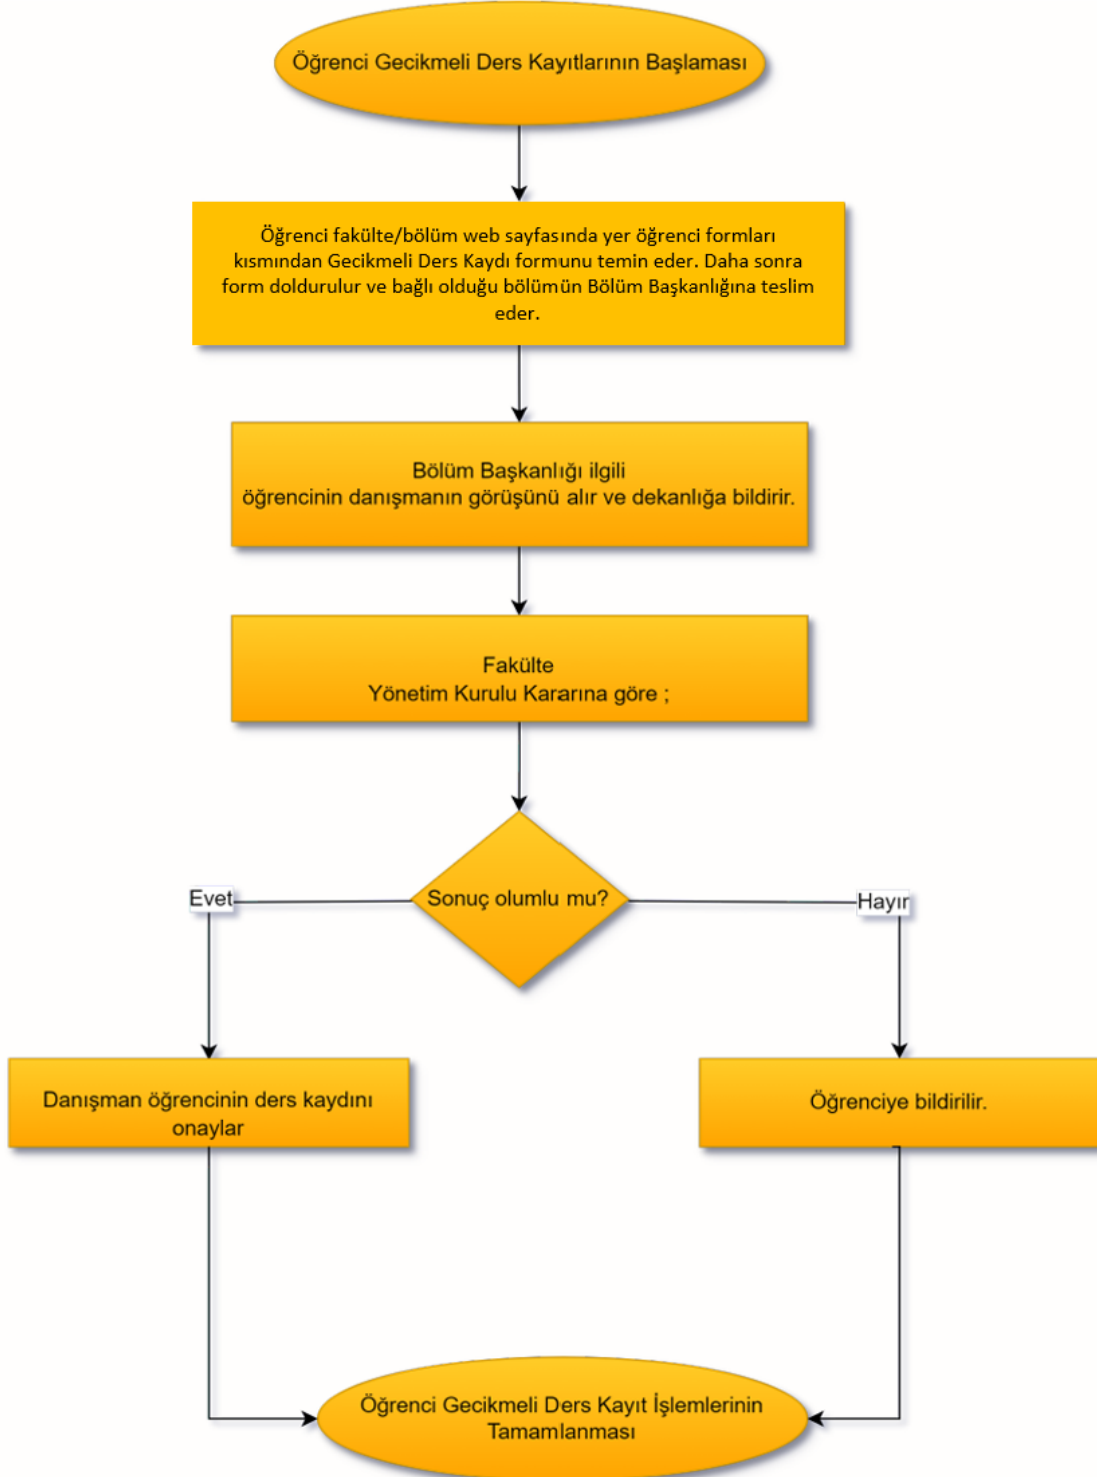 Öğrenci Gecikmeli Ders Kayıtlarının Başlaması
Öğrenci fakülte/bölüm web sayfasında yer öğrenci formları
kısmından Gecikmeli Ders Kaydı formunu temin eder. Daha sonra
form doldurulur ve bağlı olduğu bölümün Bölüm Başkanlığına teslim
eder.
Bölüm Başkanlığı ilgili
öğrencinin danışmanın görüşünü alır ve dekanlığa bildirir.
Fakülte
Yönetim Kurulu Kararına göre ;
Sonuç olumlu mu?
Evet
Hayır
Danışman öğrencinin ders kaydını
onaylar
Öğrenciye bildirilir.
Öğrenci Gecikmeli Ders Kayıt İşlemlerinin
Tamamlanması